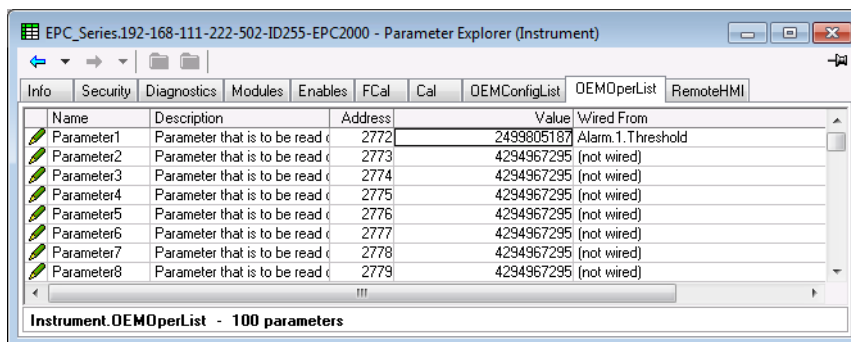 EPC_Series.192-168-111-222-502-ID255-EPC2000 - Parameter Explorer (Instrument)
Info Security Diagnostics Modules Enables FCal Cal OEMConfigList OEMOperList RemoteHMI
Name Description Address Value Wired From
Parameter1 Parameter that is to be read 2772 2499805187 Alarm.1.Threshold
Parameter2 Parameter that is to be read 2773 4294967295 (not wired)
Parameter3 Parameter that is to be read 2774 4294967295 (not wired)
Parameter4 Parameter that is to be read 2775 4294967295 (not wired)
Parameter5 Parameter that is to be read 2776 4294967295 (not wired)
Parameter6 Parameter that is to be read 2777 4294967295 (not wired)
Parameter7 Parameter that is to be read 2778 4294967295 (not wired)
Parameter8 Parameter that is to be read 2779 4294967295 (not wired)
Instrument.OEMOperList - 100 parameters